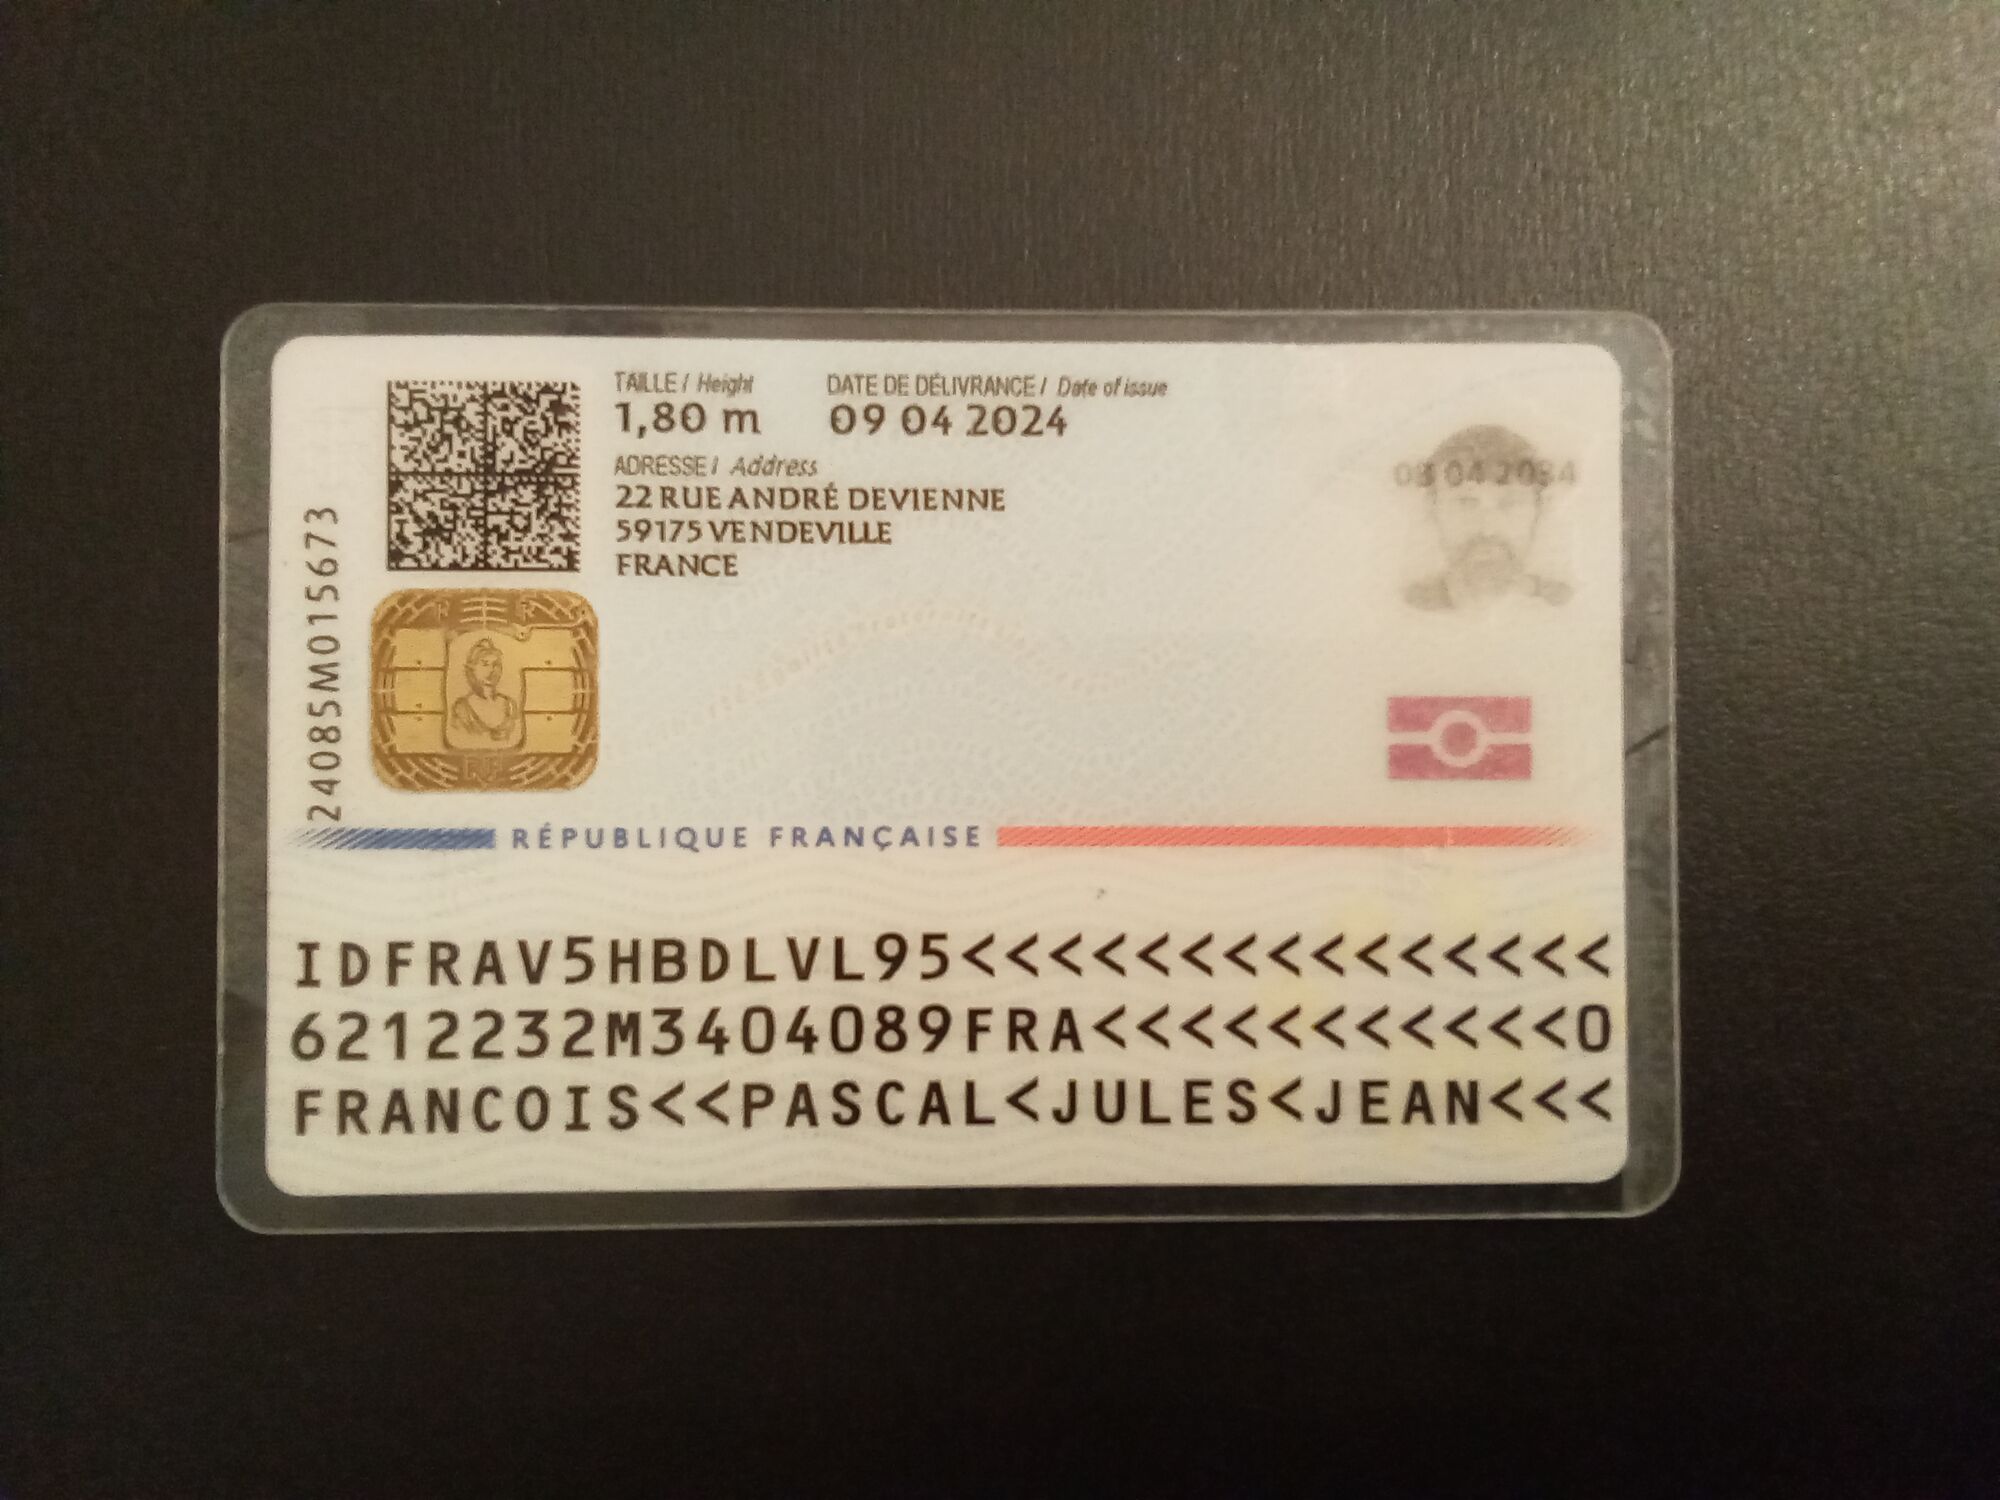 TAILLE / Height DATE DE DÉLIVRANCE / Date of issue
1,80 m 09 04 2024
ADRESSE / Address
22 RUE ANDRÉ DEVIENNE
59175 VENDEVILLE
FRANCE
24085M015673
RÉPUBLIQUE FRANÇAISE
IDFRAV5HBDLVL95<<<<<<<<<<<<<<<
6212232M3404089FRA<<<<<<<<<<<0
FRANCOIS<<PASCAL<JULES<JEAN<<<